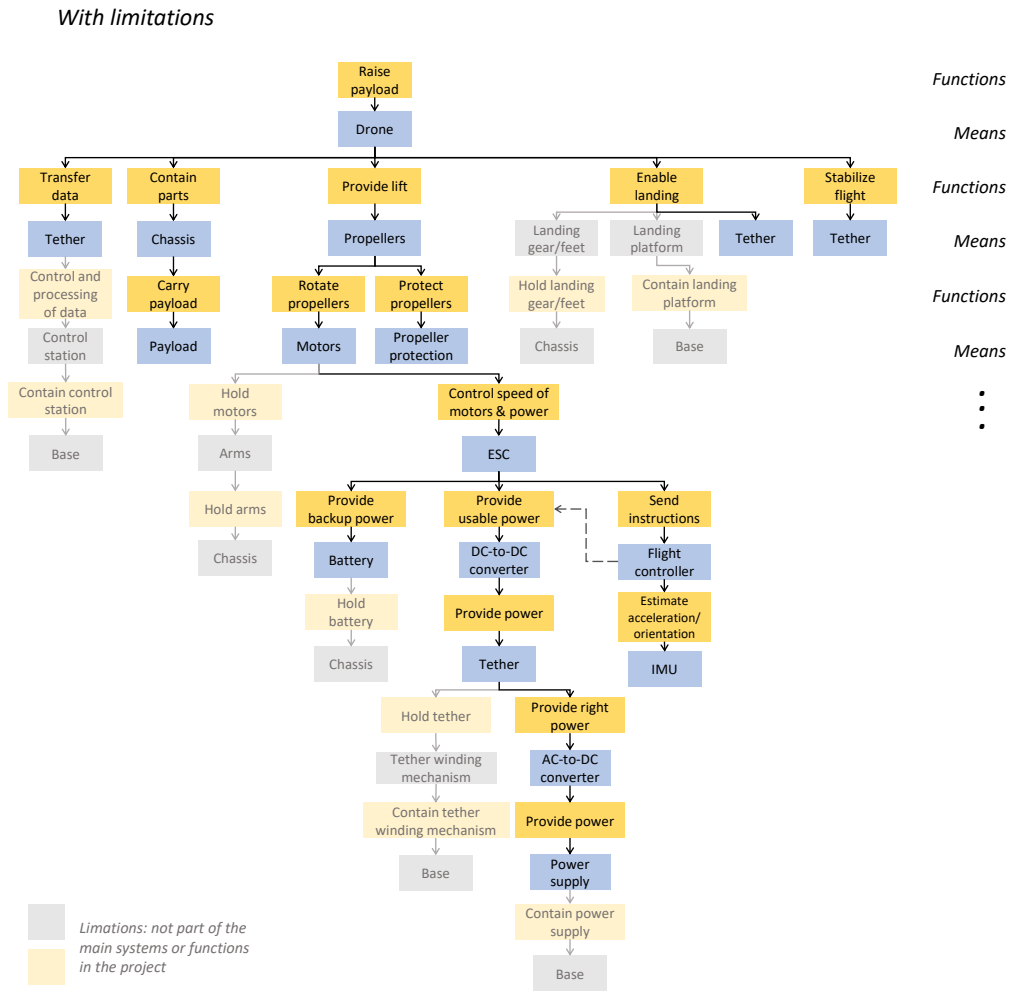 With limitations
Raise
payload
Functions
Drone
Means
Transfer
data
Contain
parts
Provide lift
Enable
landing
Stabilize
flight
Functions
Tether
Chassis
Propellers
Landing
gear/feet
Landing
platform
Tether
Tether
Means
Control and
processing
of data
Carry
payload
Rotate
propellers
Protect
propellers
Hold landing
gear/feet
Contain landing
platform
Functions
Control
station
Payload
Motors
Propeller
protection
Chassis
Base
Means
Contain control
station
Hold
motors
Control speed of
motors & power
Base
Arms
ESC
Hold arms
Provide
backup power
Provide
usable power
Send
instructions
Chassis
Battery
DC-to-DC
converter
Flight
controller
Hold
battery
Provide power
Estimate
acceleration/
orientation
Chassis
Tether
IMU
Hold tether
Provide right
power
Tether winding
mechanism
AC-to-DC
converter
Contain tether
winding mechanism
Provide power
Base
Power
supply
Contain power
supply
Base
Limations: not part of the
main systems or functions
in the project